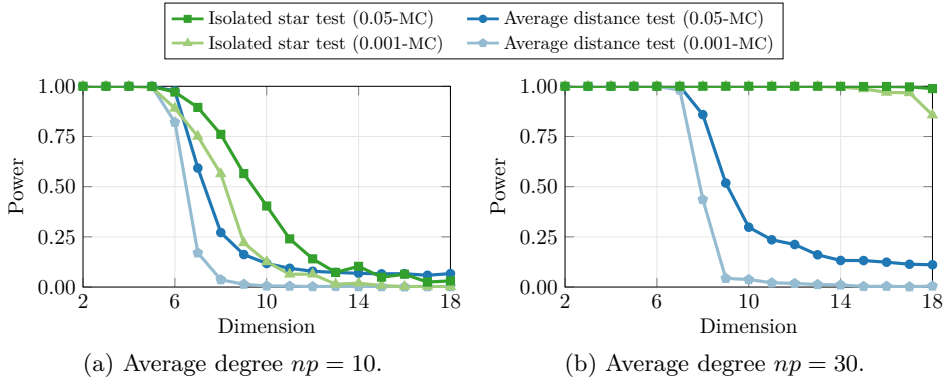 Isolated star test (0.05-MC) Average distance test (0.05-MC)
Isolated star test (0.001-MC) Average distance test (0.001-MC)
1.00
0.75
0.50
0.25
0
Power
2 6 10 14 18
Dimension
(a) Average degree np = 10.
1.00
0.75
0.50
0.25
0
Power
2 6 10 14 18
Dimension
(b) Average degree np = 30.